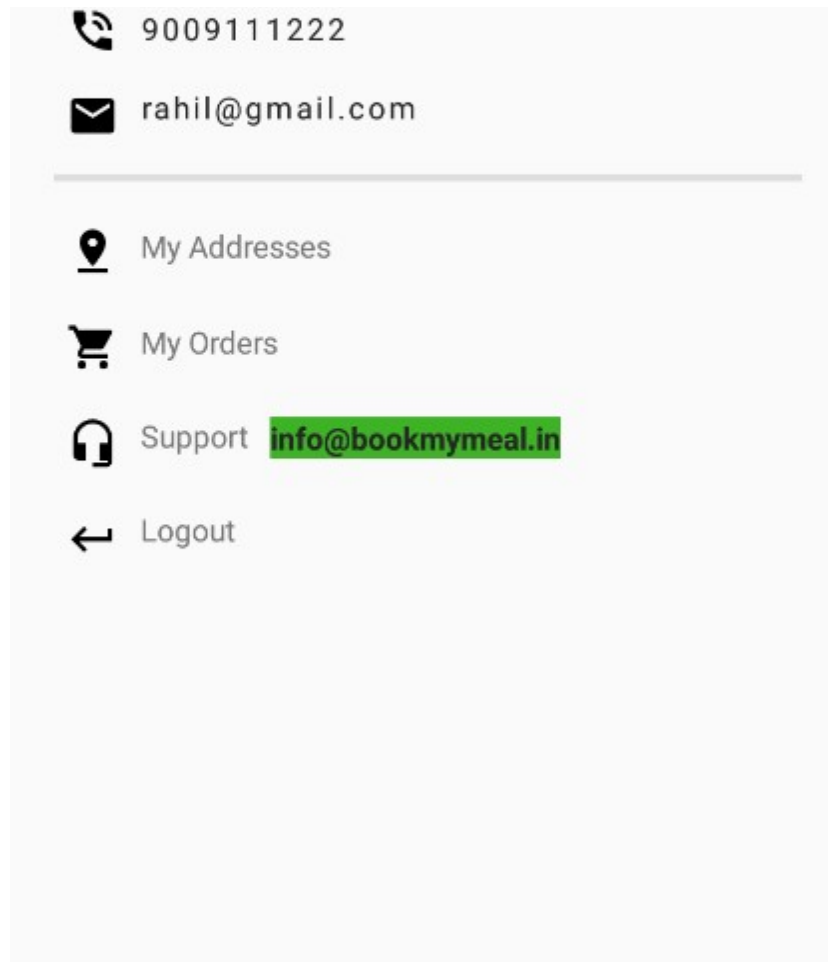 9009111222
rahil@gmail.com
My Addresses
My Orders
Support info@bookmymeal.in
Logout